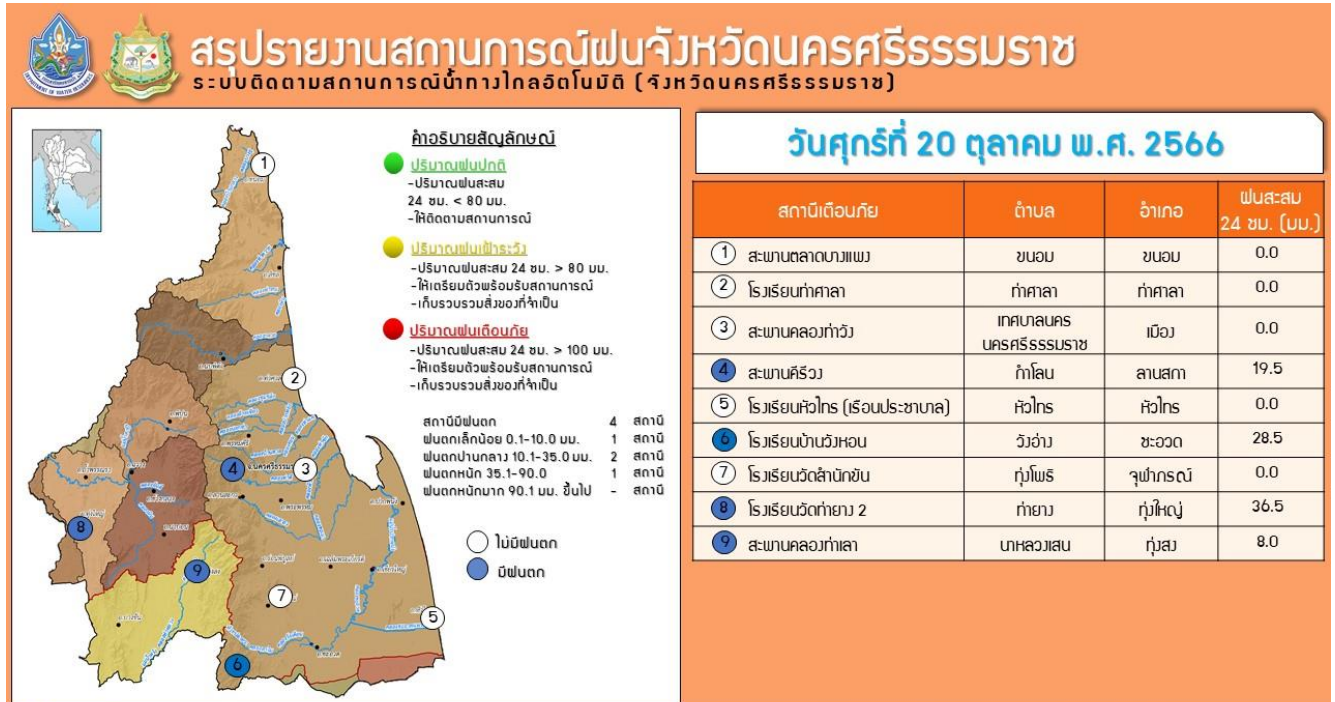 สรุปรายงานสถานการณ์ฝนจังหวัดนครศรีธรรมราช
ระบบติดตามสถานการณ์น้ำทางไกลอัตโนมัติ (จังหวัดนครศรีธรรมราช)
คำอธิบายสัญลักษณ์
ปริมาณฝนปกติ
-ปริมาณฝนสะสม
24 ชม. < 80 มม.
-ให้ติดตามสถานการณ์
ปริมาณฝนเฝ้าระวัง
-ปริมาณฝนสะสม 24 ชม. > 80 มม.
-ให้เตรียมตัวพร้อมรับสถานการณ์
-เก็บรวบรวมสิ่งของที่จำเป็น
ปริมาณฝนเตือนภัย
-ปริมาณฝนสะสม 24 ชม. > 100 มม.
-ให้เตรียมตัวพร้อมรับสถานการณ์
-เก็บรวบรวมสิ่งของที่จำเป็น
สถานีมีฝนตก 4 สถานี
ฝนตกเล็กน้อย 0.1-10.0 มม. 1 สถานี
ฝนตกปานกลาง 10.1-35.0 มม. 2 สถานี
ฝนตกหนัก 35.1-90.0 1 สถานี
ฝนตกหนักมาก 90.1 มม. ขึ้นไป - สถานี
ไม่มีฝนตก
มีฝนตก
1
2
4
3
8
9
7
5
6
วันศุกร์ที่ 20 ตุลาคม พ.ศ. 2566
สถานีเตือนภัย ตำบล อำเภอ ฝนสะสม
24 ชม. (มม.)
1 สะพานตลาดบางแพง ขนอม ขนอม 0.0
2 โรงเรียนท่าศาลา ท่าศาลา ท่าศาลา 0.0
3 สะพานคลองท่าวัง เทศบาลนคร
นครศรีธรรมราช เมือง 0.0
4 สะพานคีรีวง กำโลน ลานสกา 19.5
5 โรงเรียนหัวไทร (เรือนประชาบาล) หัวไทร หัวไทร 0.0
6 โรงเรียนบ้านวังหอน วังอ่าง ชะอวด 28.5
7 โรงเรียนวัดสำนักขัน ทุ่งโพธิ จุฬาภรณ์ 0.0
8 โรงเรียนวัดท่ายาง 2 ท่ายาง ทุ่งใหญ่ 36.5
9 สะพานคลองท่าเลา นาหลวงเสน ทุ่งสง 8.0